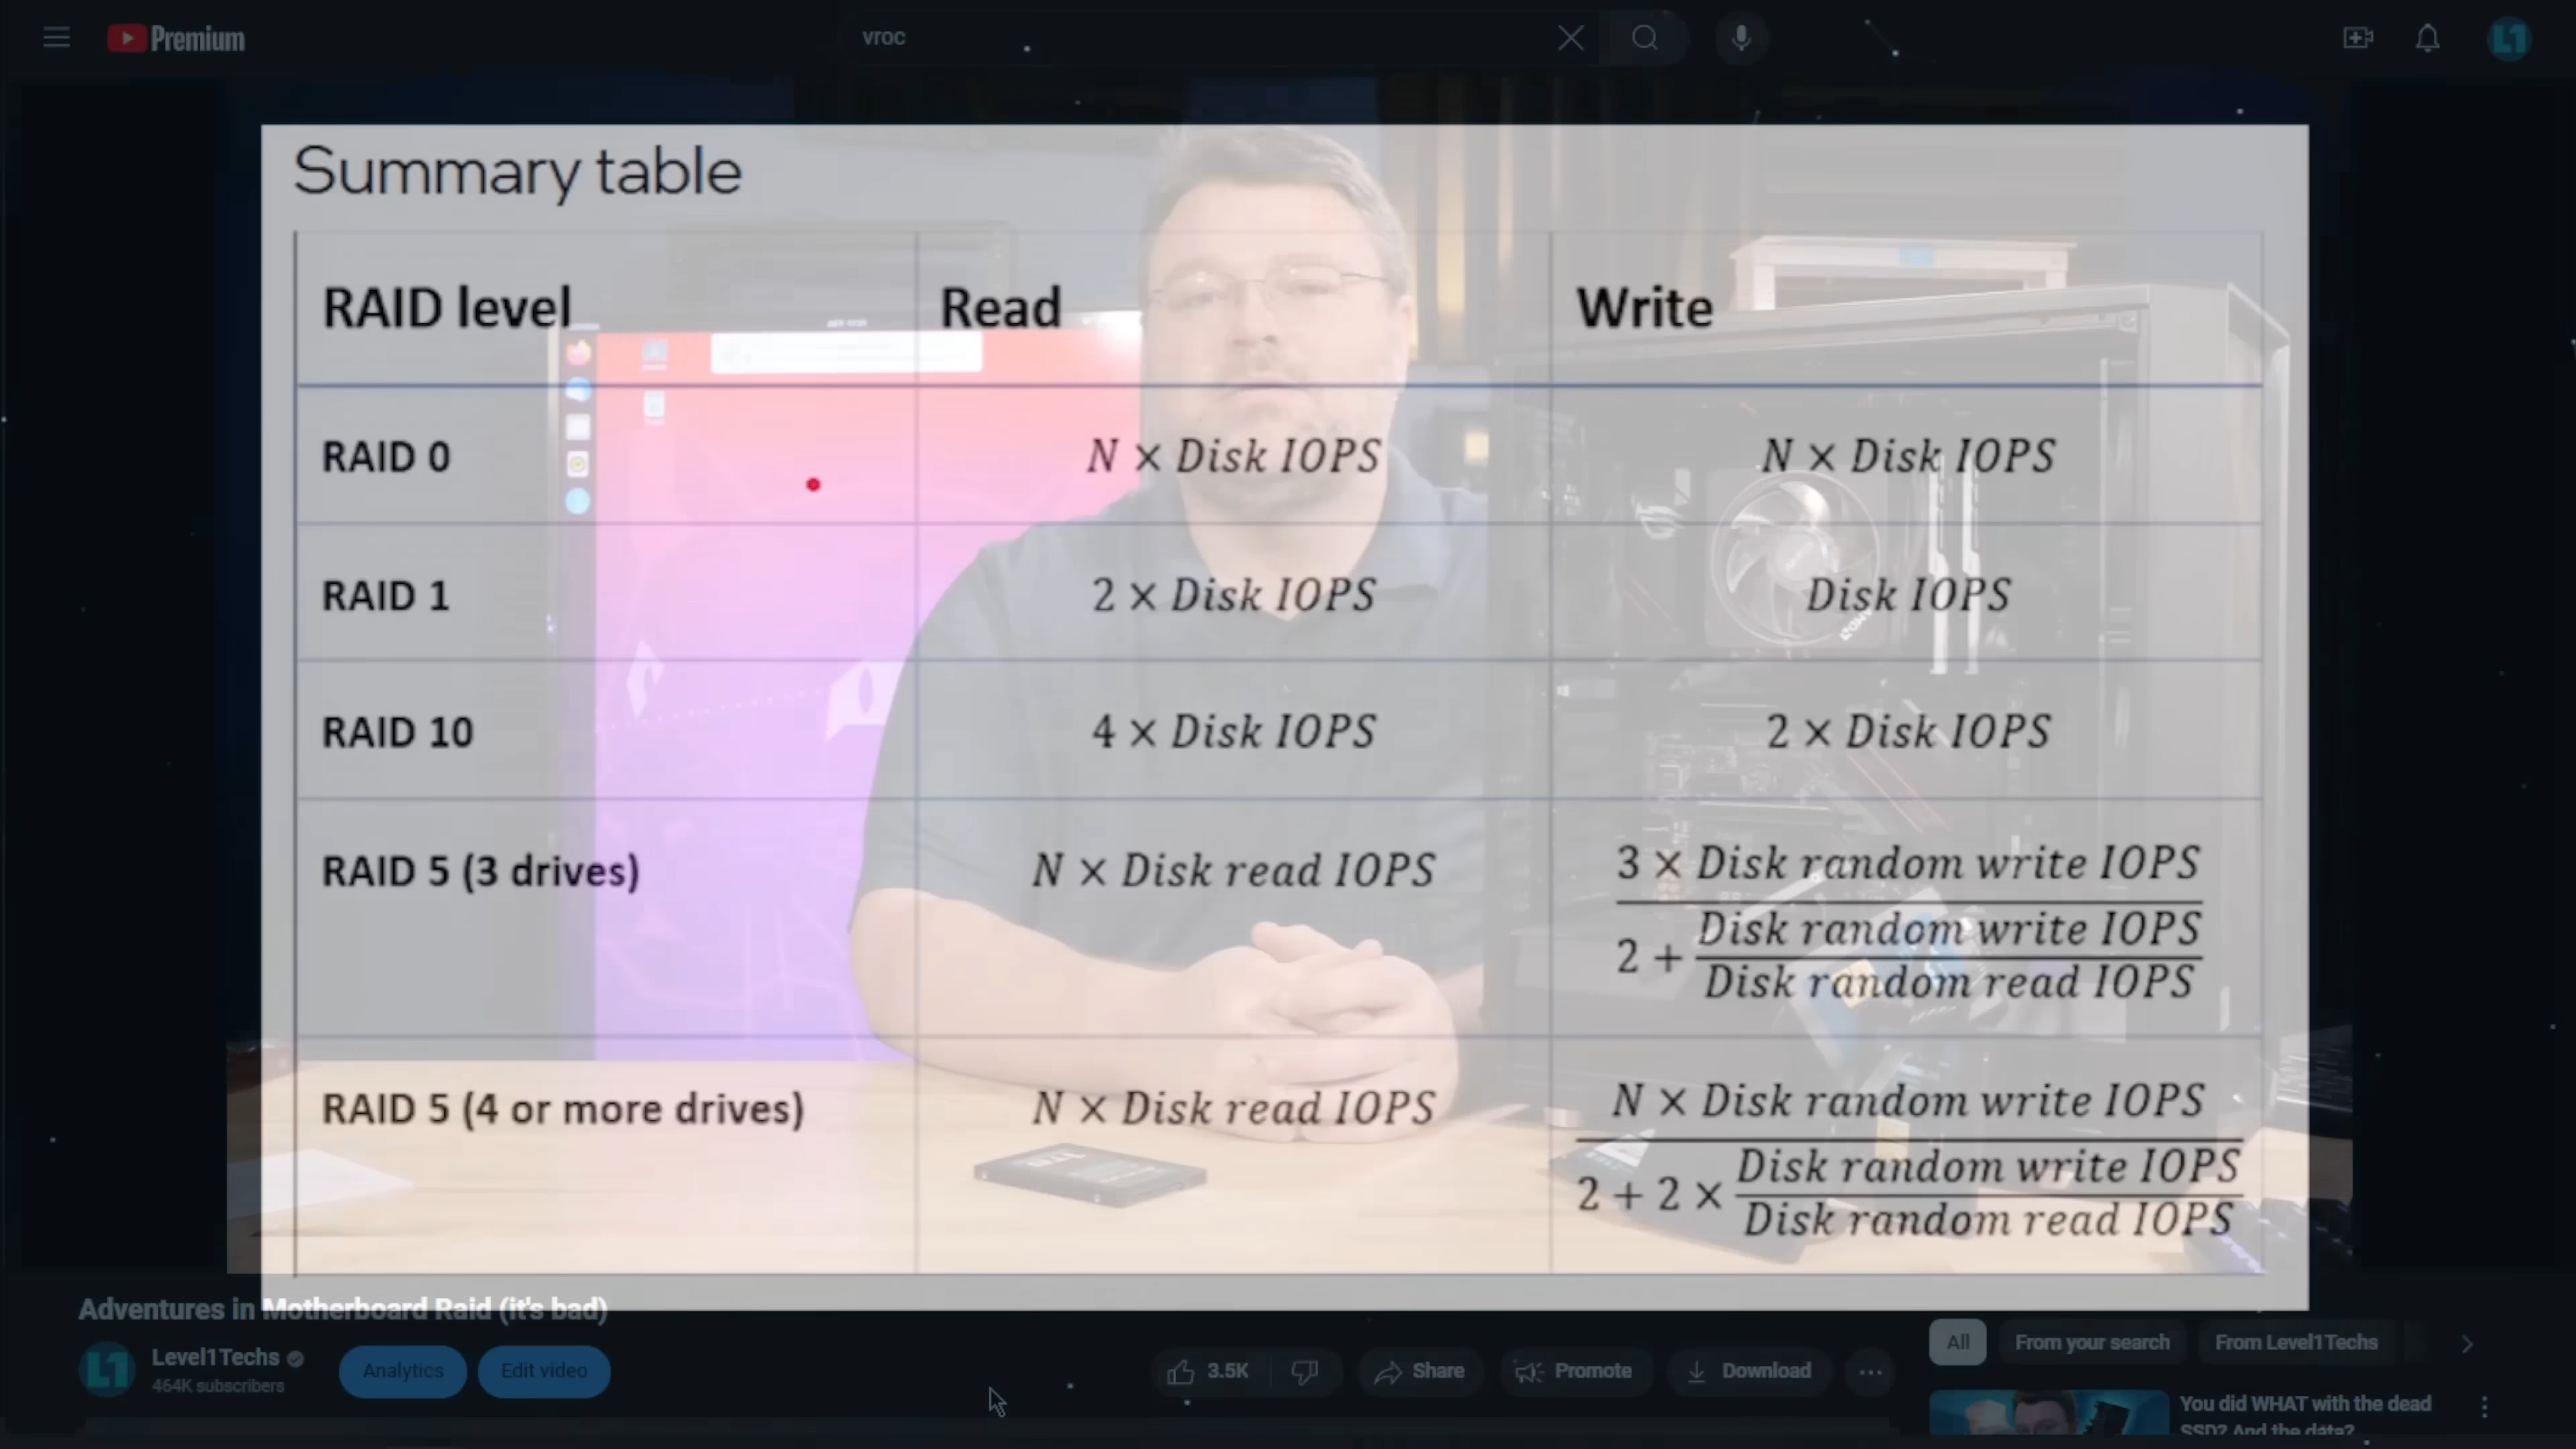 Premium
vroc
L1
Summary table
RAID level Read Write
RAID 0 N × Disk IOPS N × Disk IOPS
RAID 1 2 × Disk IOPS Disk IOPS
RAID 10 4 × Disk IOPS 2 × Disk IOPS
RAID 5 (3 drives) N × Disk read IOPS 3 × Disk random write IOPS
2 + Disk random write IOPS
Disk random read IOPS
RAID 5 (4 or more drives) N × Disk read IOPS N × Disk random write IOPS
2 + 2 × Disk random write IOPS
Disk random read IOPS
Adventures in Motherboard Raid (it's bad)
L1 Level1Techs
464K subscribers
Analytics Edit video 3.5K Share Promote Download
All From your search From Level1Techs
You did WHAT with the dead
SSD? And the data?